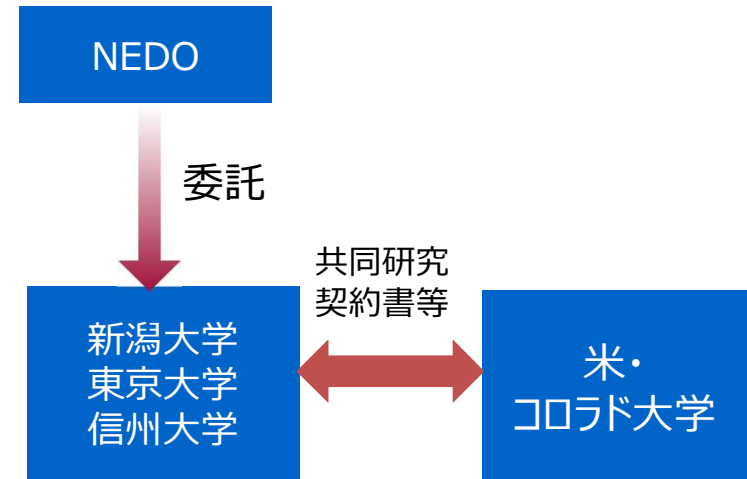 NEDO
委託
共同研究
契約書等
新潟大学
東京大学
信州大学
米・
コロラド大学